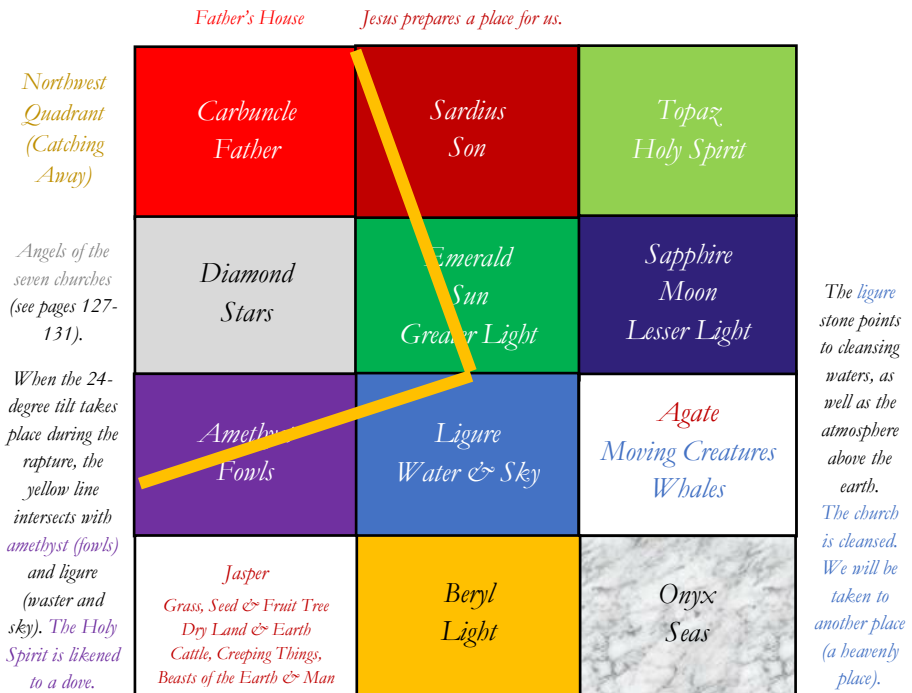 Father's House
Jesus prepares a place for us.
Northwest
Quadrant
(Catching
Away)
Carbuncle
Father
Sardius
Son
Topaz
Holy Spirit
Angels of the
seven churches
(see pages 127-
131).
Diamond
Stars
Emerald
Sun
Greater Light
Sapphire
Moon
Lesser Light
When the 24-
degree tilt takes
place during the
rapture, the
yellow line
intersects with
amethyst (fowls)
and ligure
(waster and
sky). The Holy
Spirit is likened
to a dove.
Amethyst
Fowls
Ligure
Water & Sky
Agate
Moving Creatures
Whales
The ligure
stone points
to cleansing
waters, as
well as the
atmosphere
above the
earth.
The church
is cleansed.
We will be
taken to
another place
(a heavenly
place).
Jasper
Grass, Seed & Fruit Tree
Dry Land & Earth
Cattle, Creeping Things,
Beasts of the Earth & Man
Beryl
Light
Onyx
Seas